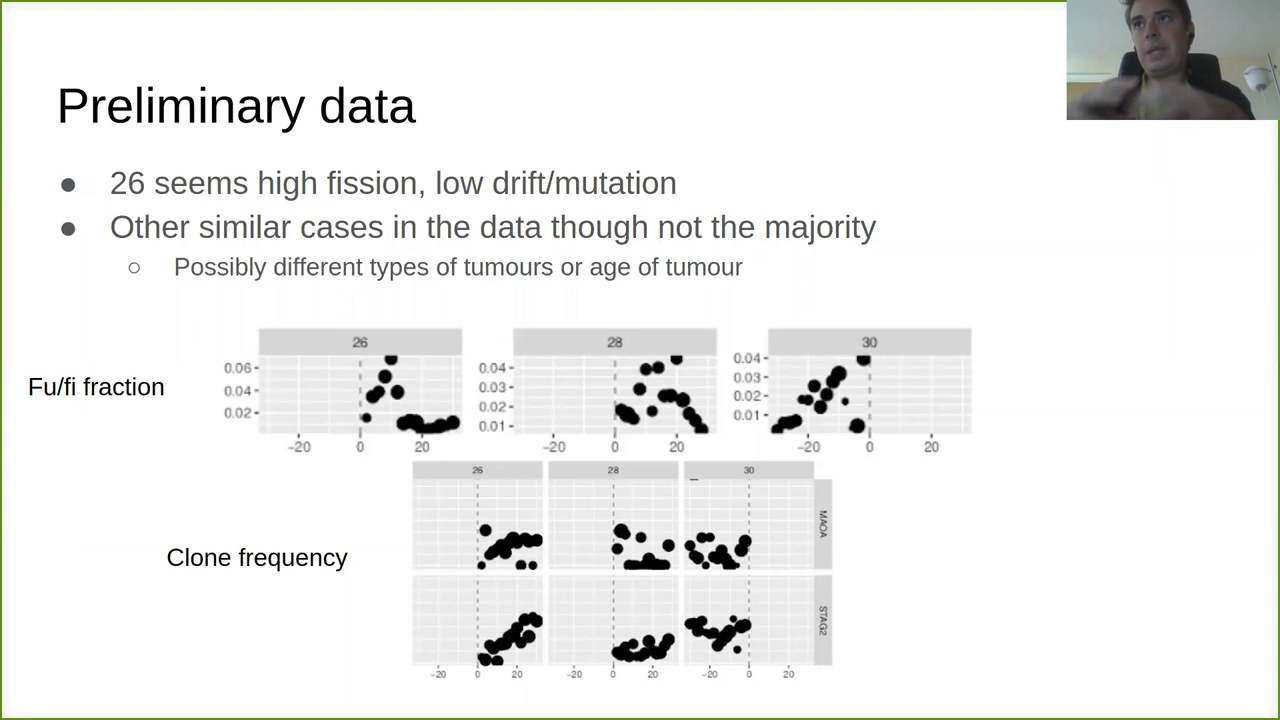 Preliminary data
● 26 seems high fission, low drift/mutation
● Other similar cases in the data though not the majority
○ Possibly different types of tumours or age of tumour
Fu/fi fraction
26
0.06
0.04
0.02
−20 0 20
28
0.04
0.03
0.02
0.01
−20 0 20
30
0.04
0.03
0.02
0.01
−20 0 20
Clone frequency
26 28 30
MAOA
STAG2
−20 0 20 −20 0 20 −20 0 20